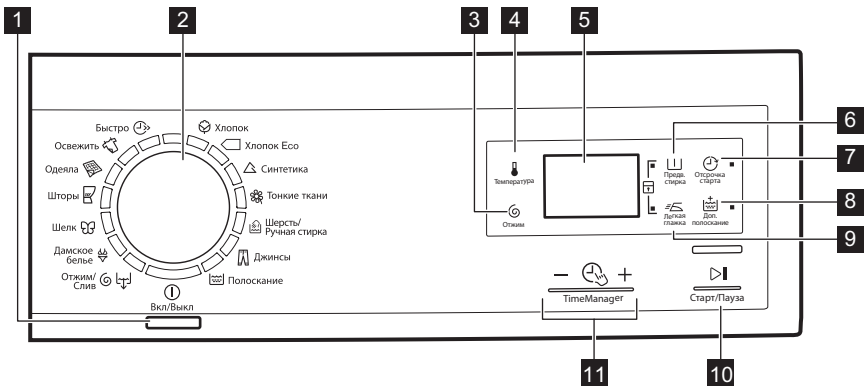 1
2
3
4
5
6
7
8
9
10
11
Быстро
Освежить
Одеяла
Шторы
Шелк
Дамское
белье
Отжим/
Слив
Вкл/Выкл
Хлопок
Хлопок Eco
Синтетика
Тонкие ткани
Шерсть/
Ручная стирка
Джинсы
Полоскание
Температура
Отжим
Предв.
стирка
Отсрочка
старта
Легкая
глажка
Доп.
полоскание
TimeManager
Старт/Пауза